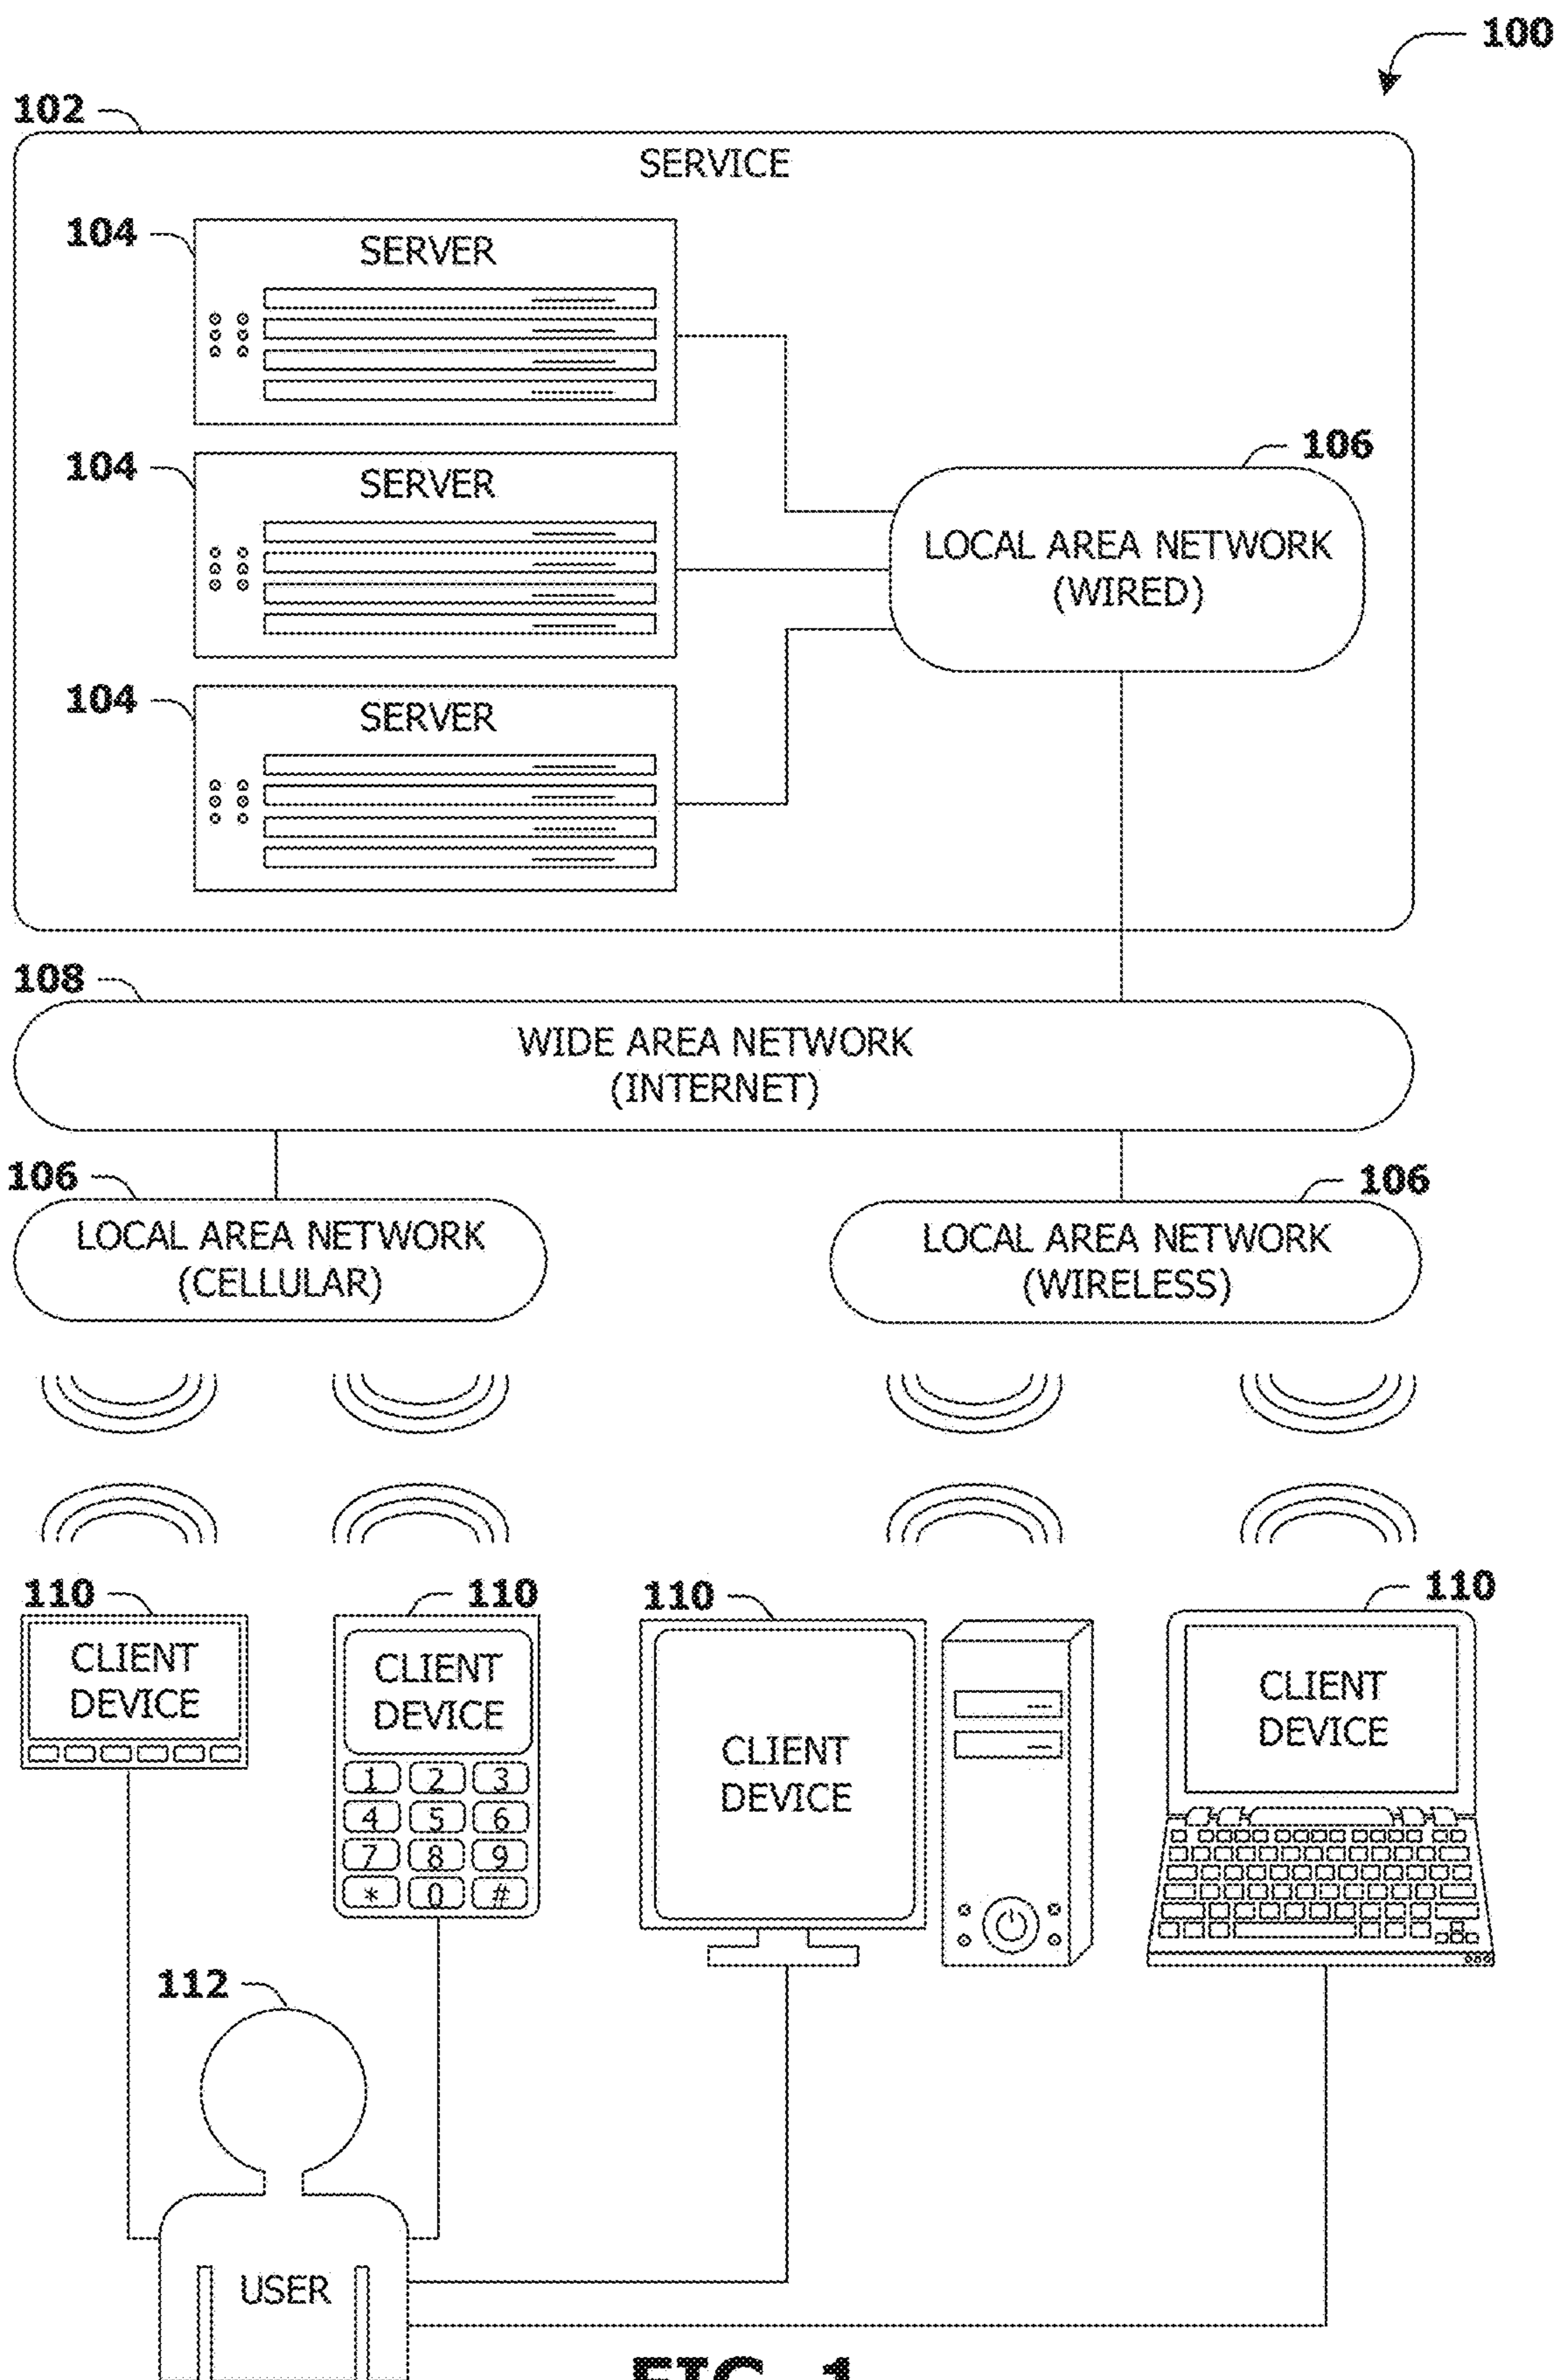 100
102
SERVICE
104
SERVER
104
SERVER
106
LOCAL AREA NETWORK
(WIRED)
104
SERVER
108
WIDE AREA NETWORK
(INTERNET)
106
LOCAL AREA NETWORK
(CELLULAR)
106
LOCAL AREA NETWORK
(WIRELESS)
110
CLIENT
DEVICE
110
CLIENT
DEVICE
1 2 3
4 5 6
7 8 9
* 0 #
110
CLIENT
DEVICE
110
CLIENT
DEVICE
112
USER
FIG. 1